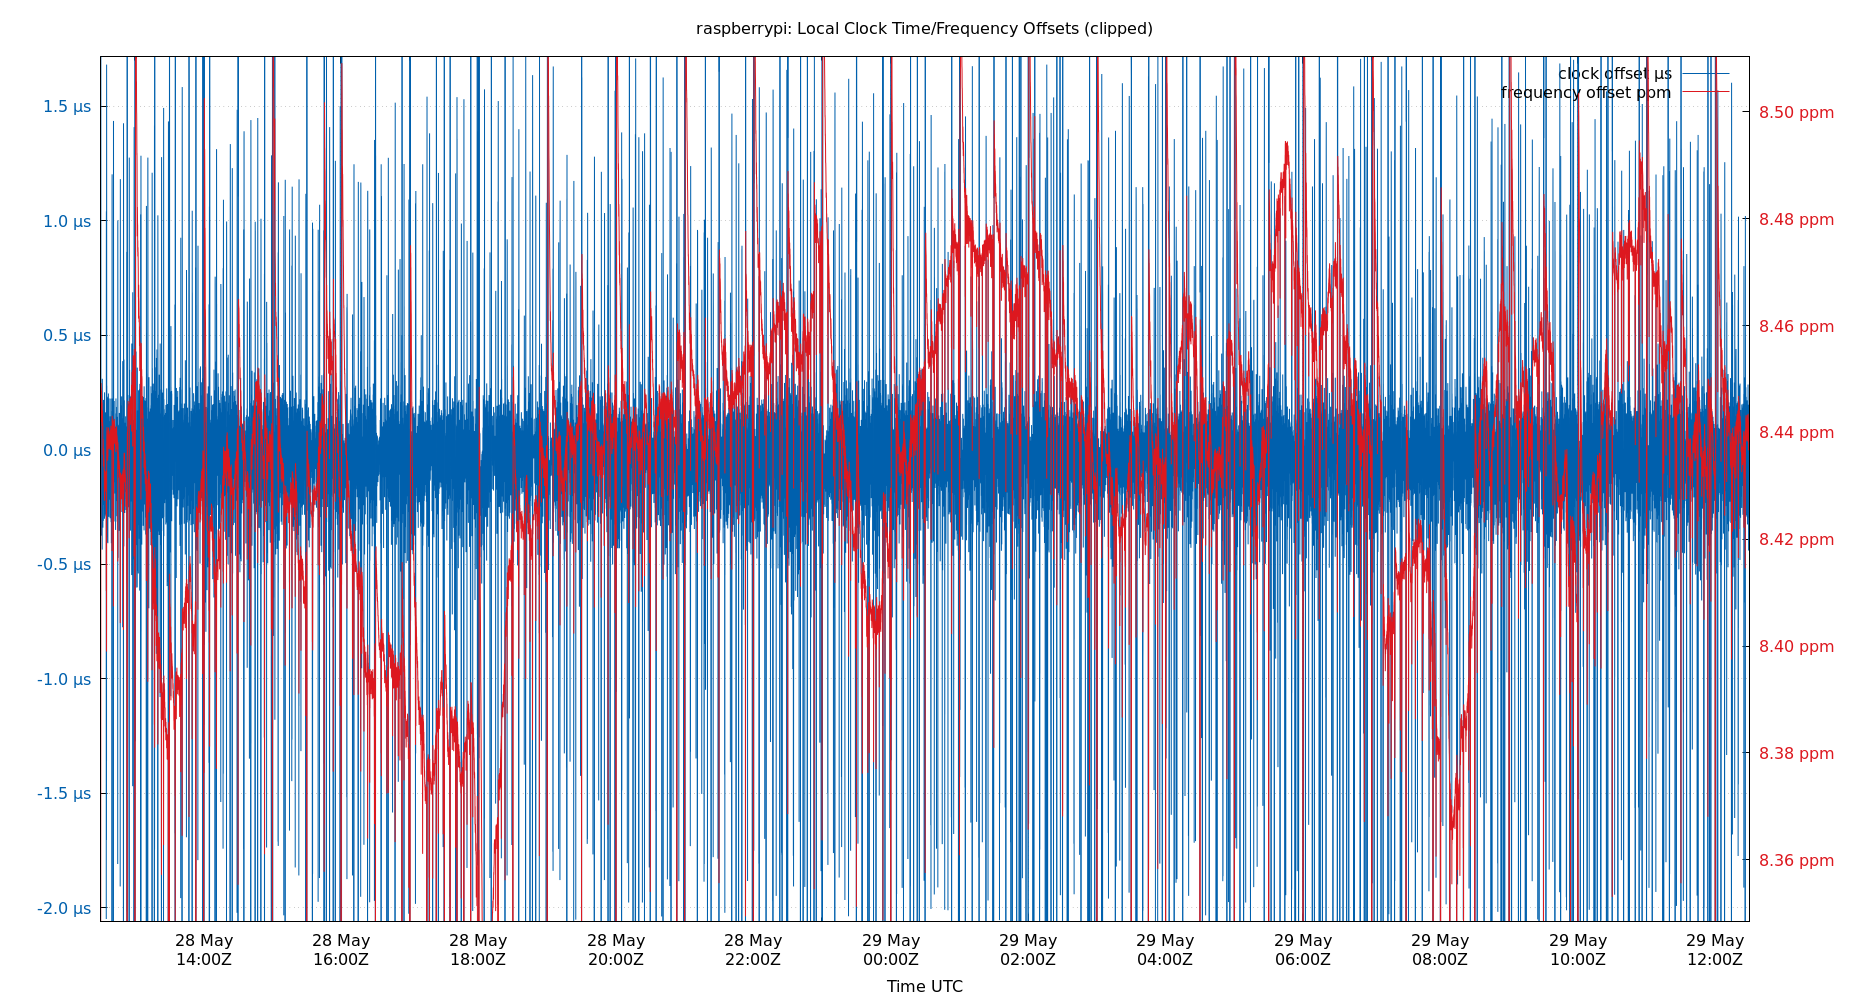 raspberrypi: Local Clock Time/Frequency Offsets (clipped)
clock offset µs
frequency offset ppm
1.5 µs
1.0 µs
0.5 µs
0.0 µs
-0.5 µs
-1.0 µs
-1.5 µs
-2.0 µs
8.50 ppm
8.48 ppm
8.46 ppm
8.44 ppm
8.42 ppm
8.40 ppm
8.38 ppm
8.36 ppm
28 May 28 May 28 May 28 May 28 May 29 May 29 May 29 May 29 May 29 May 29 May 29 May
14:00Z 16:00Z 18:00Z 20:00Z 22:00Z 00:00Z 02:00Z 04:00Z 06:00Z 08:00Z 10:00Z 12:00Z
Time UTC